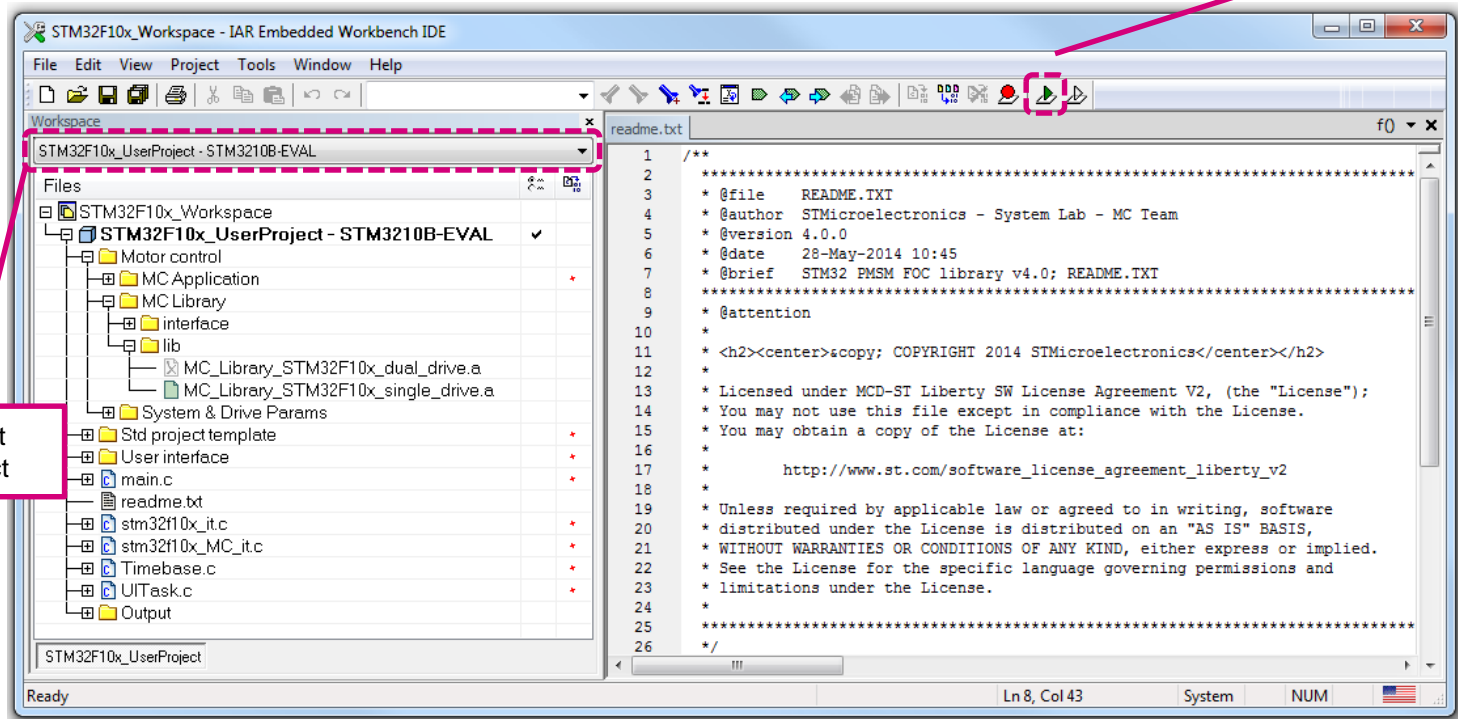 STM32F10x_Workspace - IAR Embedded Workbench IDE
File Edit View Project Tools Window Help
Workspace
STM32F10x_UserProject - STM3210B-EVAL
Files
STM32F10x_Workspace
STM32F10x_UserProject - STM3210B-EVAL
Motor control
MC Application
MC Library
interface
lib
MC_Library_STM32F10x_dual_drive.a
MC_Library_STM32F10x_single_drive.a
System & Drive Params
Std project template
User interface
main.c
readme.txt
stm32f10x_it.c
stm32f10x_MC_it.c
Timebase.c
UITask.c
Output
STM32F10x_UserProject
readme.txt
f()
1 /**
2 ******************************************************************************
3 * @file README.TXT
4 * @author STMicroelectronics - System Lab - MC Team
5 * @version 4.0.0
6 * @date 28-May-2014 10:45
7 * @brief STM32 PMSM FOC library v4.0; README.TXT
8 ******************************************************************************
9 * @attention
10 *
11 * <h2><center>&copy; COPYRIGHT 2014 STMicroelectronics</center></h2>
12 *
13 * Licensed under MCD-ST Liberty SW License Agreement V2, (the "License");
14 * You may not use this file except in compliance with the License.
15 * You may obtain a copy of the License at:
16 *
17 * http://www.st.com/software_license_agreement_liberty_v2
18 *
19 * Unless required by applicable law or agreed to in writing, software
20 * distributed under the License is distributed on an "AS IS" BASIS,
21 * WITHOUT WARRANTIES OR CONDITIONS OF ANY KIND, either express or implied.
22 * See the License for the specific language governing permissions and
23 * limitations under the License.
24 *
25 ******************************************************************************
26 */
Ready
Ln 8, Col 43
System
NUM